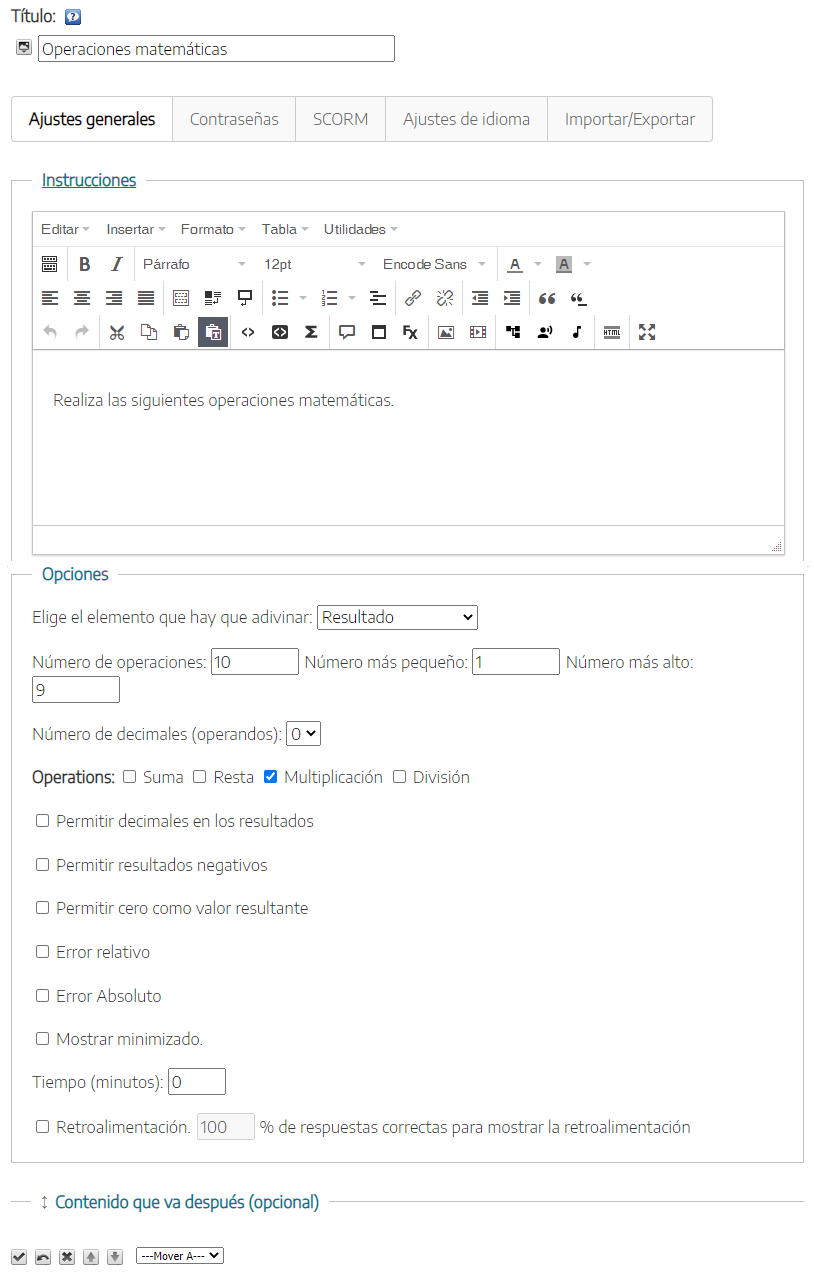 Título:
Operaciones matemáticas
Ajustes generales Contraseñas SCORM Ajustes de idioma Importar/Exportar
Instrucciones
Editar Insertar Formato Tabla Utilidades
B I Párrafo 12pt Encode Sans A A
Fx HTML
Realiza las siguientes operaciones matemáticas.
Opciones
Elige el elemento que hay que adivinar: Resultado
Número de operaciones: 10 Número más pequeño: 1 Número más alto:
9
Número de decimales (operandos): 0
Operations: Suma Resta Multiplicación División
Permitir decimales en los resultados
Permitir resultados negativos
Permitir cero como valor resultante
Error relativo
Error Absoluto
Mostrar minimizado.
Tiempo (minutos): 0
Retroalimentación. 100 % de respuestas correctas para mostrar la retroalimentación
↕ Contenido que va después (opcional)
---Mover A---